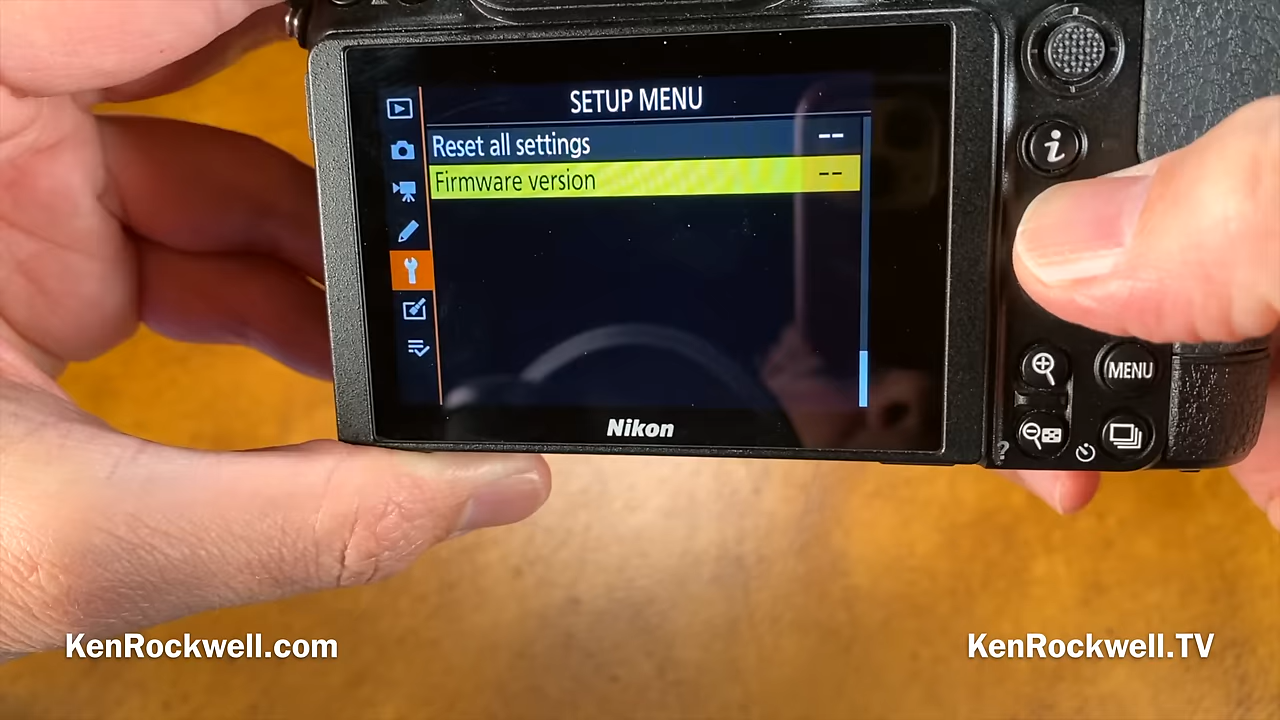 SETUP MENU
Reset all settings --
Firmware version --
Nikon
i
MENU
KenRockwell.com
KenRockwell.TV